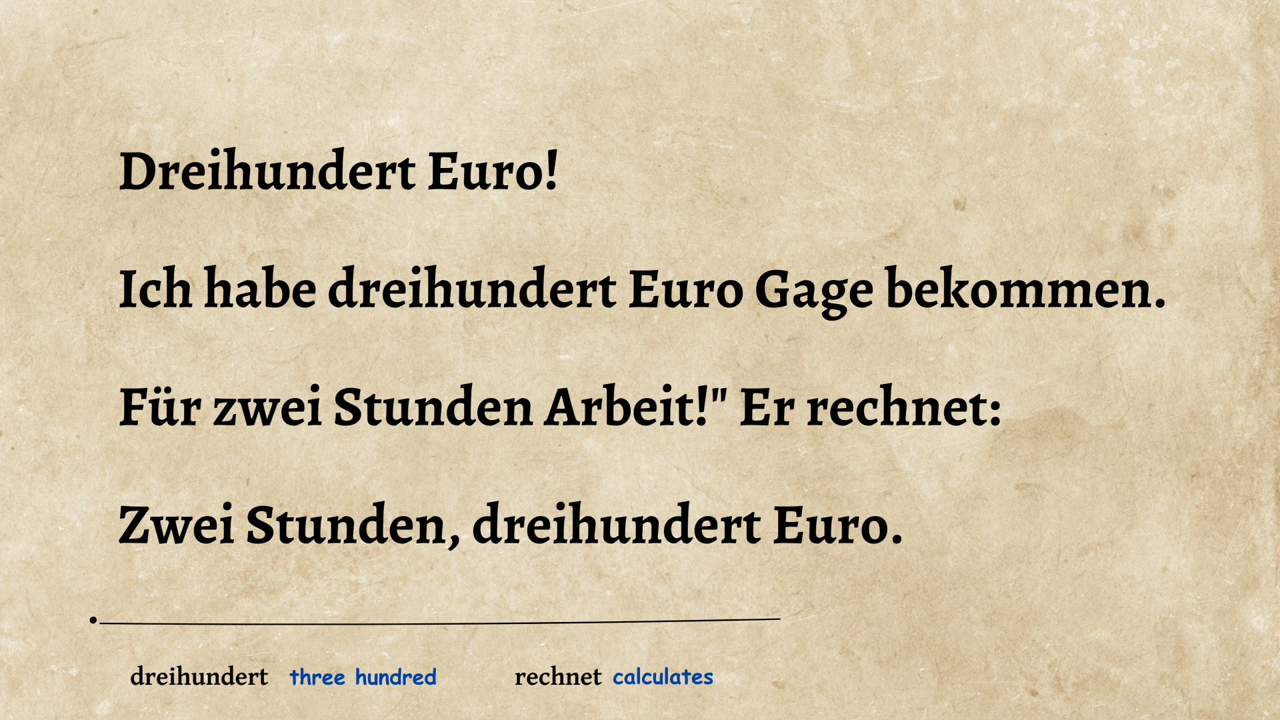 Dreihundert Euro!
Ich habe dreihundert Euro Gage bekommen.
Für zwei Stunden Arbeit!" Er rechnet:
Zwei Stunden, dreihundert Euro.
dreihundert three hundred rechnet calculates